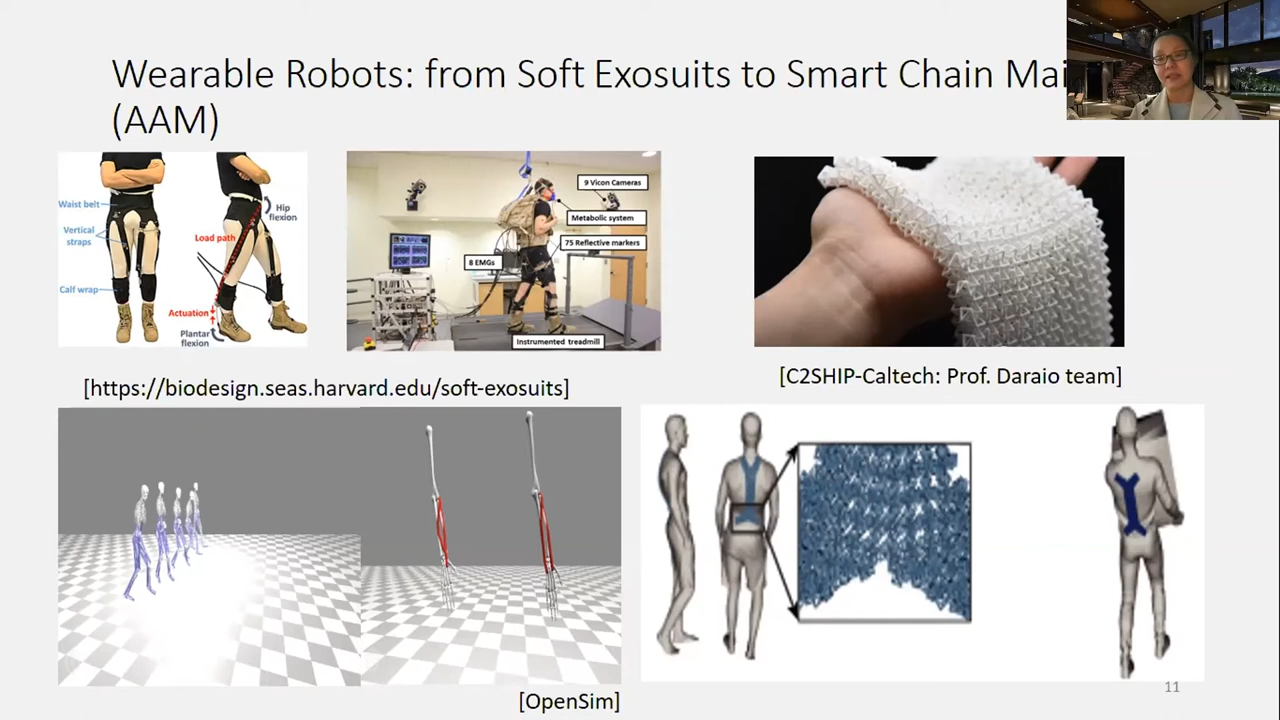 Wearable Robots: from Soft Exosuits to Smart Chain Mai
(AAM)
Waist belt
Vertical
straps
Calf wrap
Hip
flexion
Load path
Actuation
Plantar
flexion
9 Vicon Cameras
Metabolic system
75 Reflective markers
8 EMGs
Instrumented treadmill
[https://biodesign.seas.harvard.edu/soft-exosuits]
[C2SHIP-Caltech: Prof. Daraio team]
[OpenSim]
11